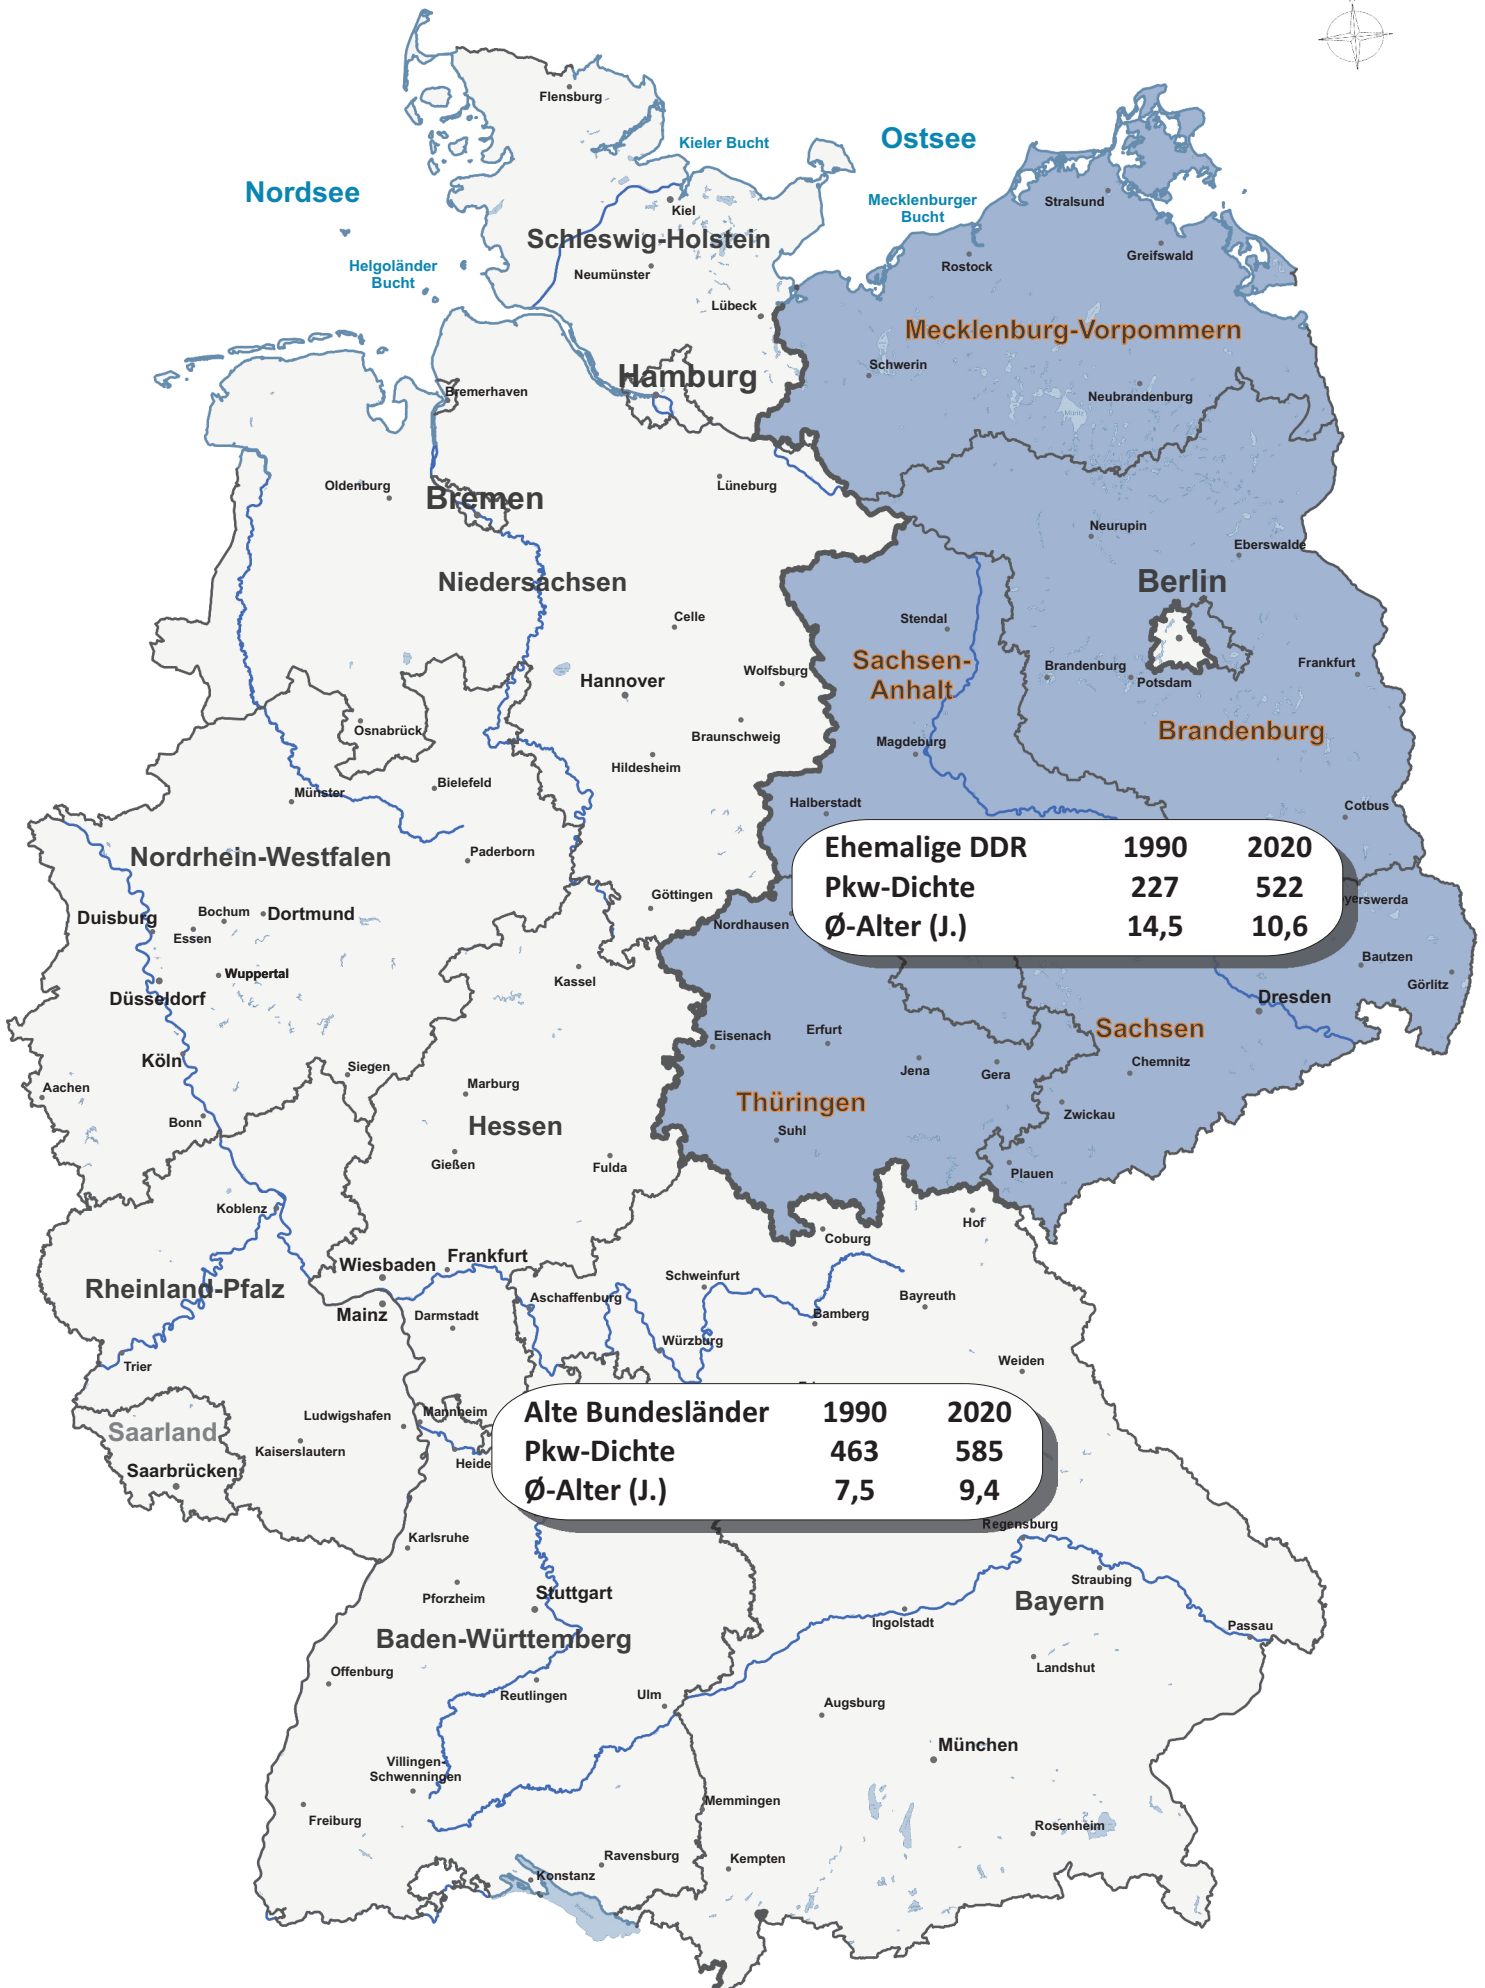 Flensburg
Kieler Bucht
Ostsee
Nordsee
Mecklenburger
Bucht
Stralsund
Kiel
Schleswig-Holstein
Greifswald
Helgoländer
Bucht
Neumünster
Rostock
Lübeck
Mecklenburg-Vorpommern
Schwerin
Hamburg
Bremerhaven
Neubrandenburg
Müritz
Oldenburg
Bremen
Lüneburg
Neurupin
Eberswalde
Niedersachsen
Berlin
Celle
Stendal
Sachsen-
Anhalt
Brandenburg
Potsdam
Frankfurt
Hannover
Wolfsburg
Osnabrück
Braunschweig
Magdeburg
Brandenburg
Hildesheim
Bielefeld
Münster
Halberstadt
Cotbus
Nordrhein-Westfalen
Paderborn
Ehemalige DDR 1990 2020
Pkw-Dichte 227 522
Ø-Alter (J.) 14,5 10,6
Göttingen
yerswerda
Duisburg
Bochum
Dortmund
Essen
Nordhausen
Bautzen
Wuppertal
Kassel
Görlitz
Düsseldorf
Dresden
Eisenach
Erfurt
Sachsen
Köln
Siegen
Jena
Gera
Chemnitz
Aachen
Marburg
Thüringen
Zwickau
Bonn
Hessen
Suhl
Gießen
Fulda
Plauen
Koblenz
Hof
Coburg
Wiesbaden
Frankfurt
Schweinfurt
Rheinland-Pfalz
Aschaffenburg
Bayreuth
Mainz
Darmstadt
Bamberg
Würzburg
Trier
Weiden
Saarland
Ludwigshafen
Mannheim
Alte Bundesländer 1990 2020
Pkw-Dichte 463 585
Ø-Alter (J.) 7,5 9,4
Kaiserslautern
Heide
Saarbrücken
Karlsruhe
Regensburg
Straubing
Pforzheim
Stuttgart
Bayern
Ingolstadt
Passau
Baden-Württemberg
Offenburg
Landshut
Reutlingen
Ulm
Augsburg
München
Villingen-
Schwenningen
Memmingen
Freiburg
Rosenheim
Ravensburg
Kempten
Konstanz